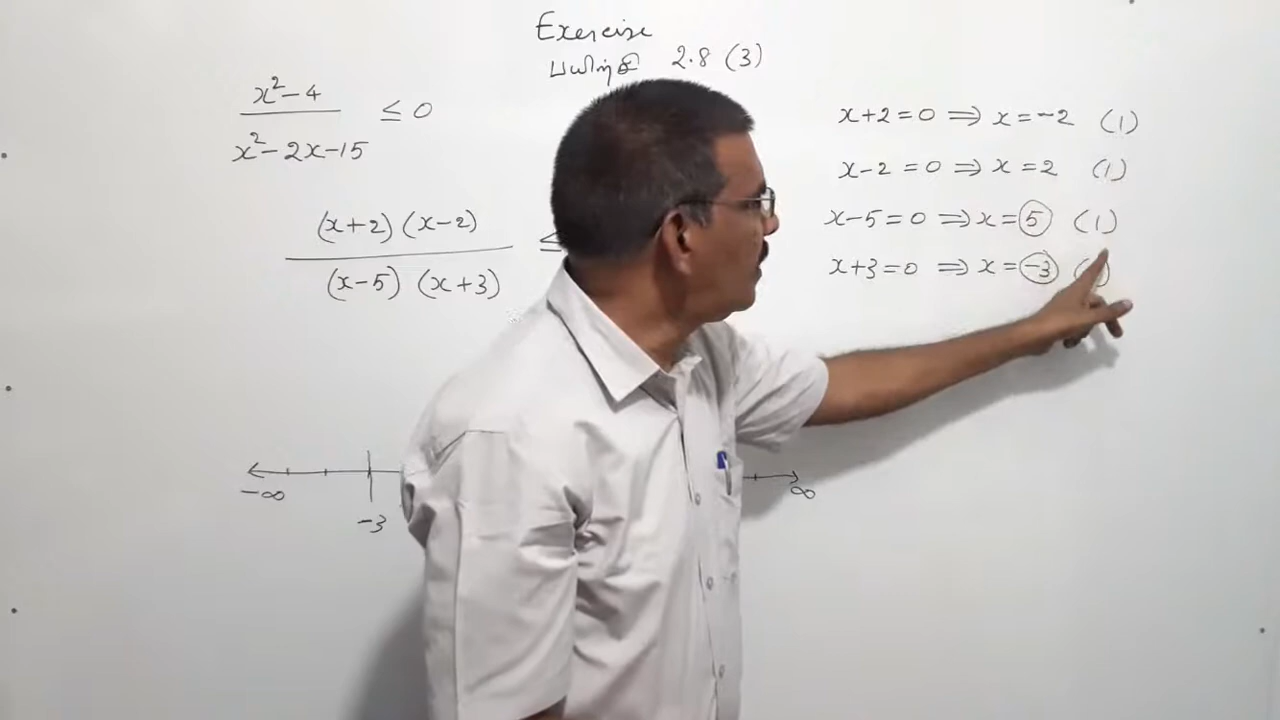 Exercise
பயிற்சி 2.8 (3)
x²-4 / x²-2x-15 ≤ 0
(x+2) (x-2) / (x-5) (x+3) ≤
x+2=0 ⟹ x=-2 (1)
x-2 =0 ⟹ x =2 (1)
x-5=0 ⟹ x=5 (1)
x+3=0 ⟹ x=-3
-∞ -3 ∞